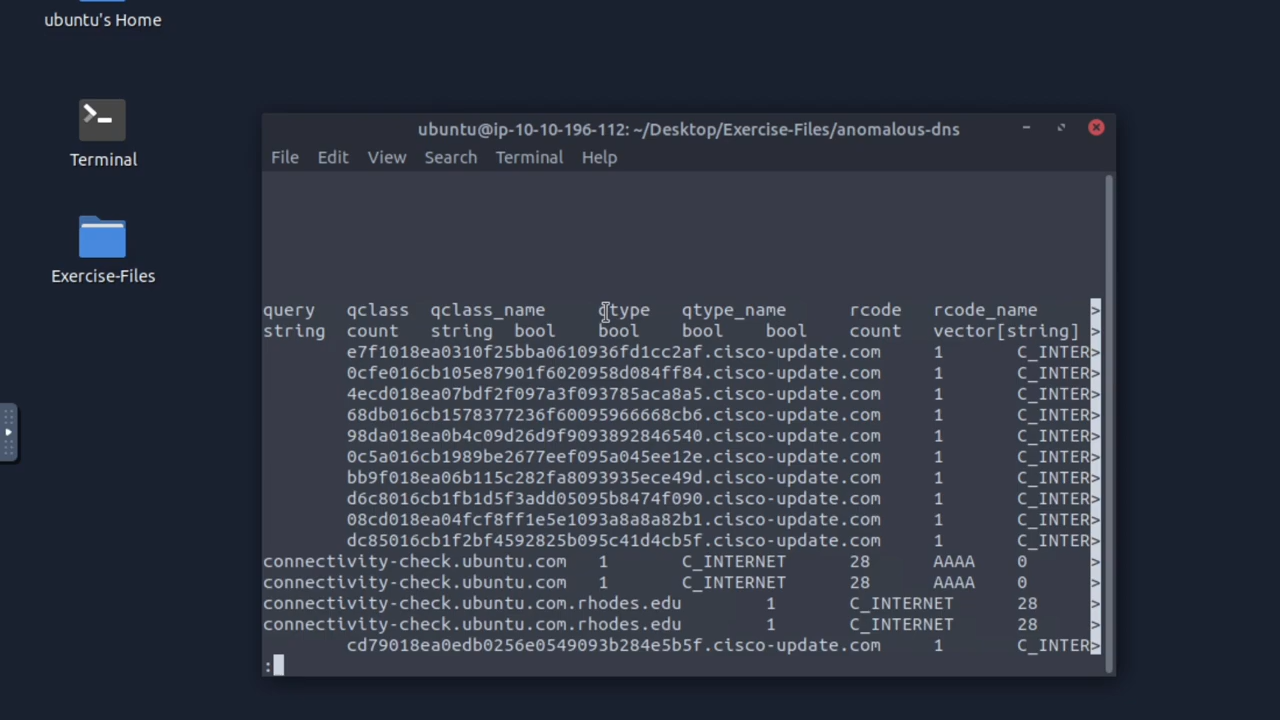 ubuntu's Home
Terminal
Exercise-Files
ubuntu@ip-10-10-196-112: ~/Desktop/Exercise-Files/anomalous-dns
File Edit View Search Terminal Help
query qclass qclass_name qtype qtype_name rcode rcode_name >
string count string bool bool bool bool count vector[string] >
e7f1018ea0310f25bba0610936fd1cc2af.cisco-update.com 1 C_INTER>
0cfe016cb105e87901f6020958d084ff84.cisco-update.com 1 C_INTER>
4ecd018ea07bdf2f097a3f093785aca8a5.cisco-update.com 1 C_INTER>
68db016cb1578377236f60095966668cb6.cisco-update.com 1 C_INTER>
98da018ea0b4c09d26d9f9093892846540.cisco-update.com 1 C_INTER>
0c5a016cb1989be2677eef095a045ee12e.cisco-update.com 1 C_INTER>
bb9f018ea06b115c282fa8093935ece49d.cisco-update.com 1 C_INTER>
d6c8016cb1fb1d5f3add05095b8474f090.cisco-update.com 1 C_INTER>
08cd018ea04fcf8ff1e5e1093a8a8a82b1.cisco-update.com 1 C_INTER>
dc85016cb1f2bf4592825b095c41d4cb5f.cisco-update.com 1 C_INTER>
connectivity-check.ubuntu.com 1 C_INTERNET 28 AAAA 0 >
connectivity-check.ubuntu.com 1 C_INTERNET 28 AAAA 0 >
connectivity-check.ubuntu.com.rhodes.edu 1 C_INTERNET 28 >
connectivity-check.ubuntu.com.rhodes.edu 1 C_INTERNET 28 >
cd79018ea0edb0256e0549093b284e5b5f.cisco-update.com 1 C_INTER>
: